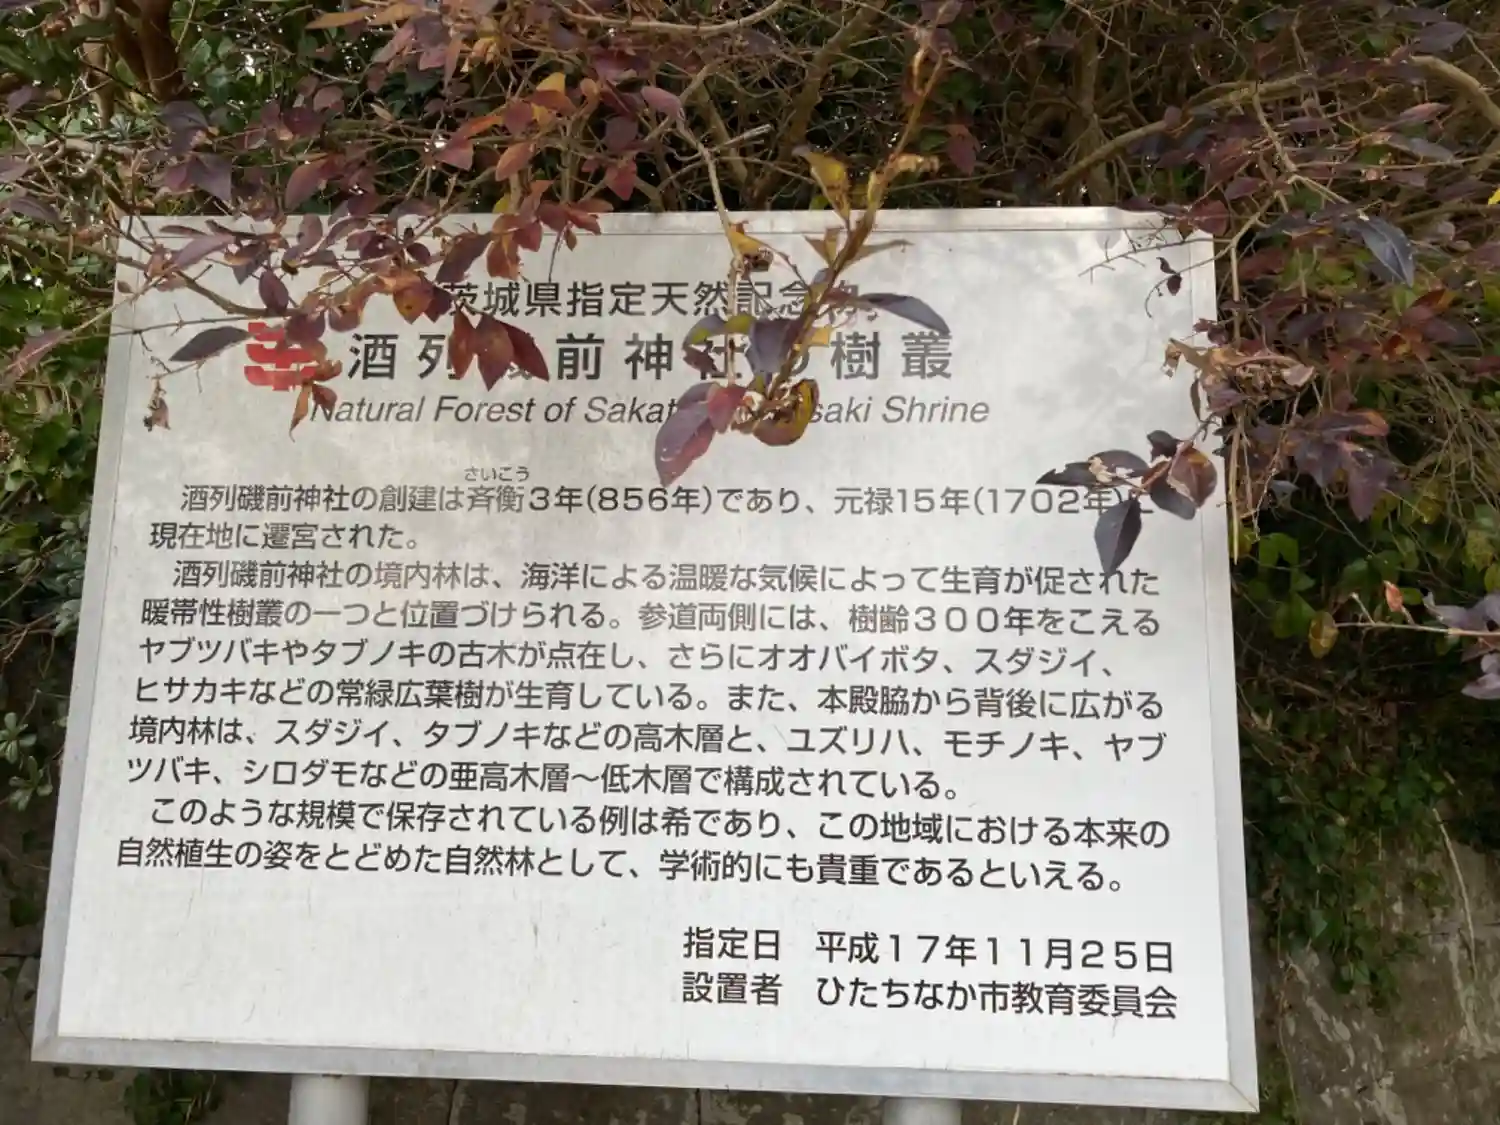 茨城県指定天然記念
酒列磯前神社の樹叢
Natural Forest of Shrine
さいこう
酒列磯前神社の創建は斉衡3年(856年)であり、元禄15年(1702年)に
現在地に遷宮された。
酒列磯前神社の境内林は、海洋による温暖な気候によって生育が促された
暖帯性樹叢の一つと位置づけられる。参道両側には、樹齢300年をこえる
ヤブツバキやタブノキの古木が点在し、さらにオオバイボタ、スダジイ、
ヒサカキなどの常緑広葉樹が生育している。また、本殿脇から背後に広がる
境内林は、スダジイ、タブノキなどの高木層と、ユズリハ、モチノキ、ヤブ
ツバキ、シロダモなどの亜高木層～低木層で構成されている。
このような規模で保存されている例は希であり、この地域における本来の
自然植生の姿をとどめた自然林として、学術的にも貴重であるといえる。
指定日 平成17年11月25日
設置者 ひたちなか市教育委員会